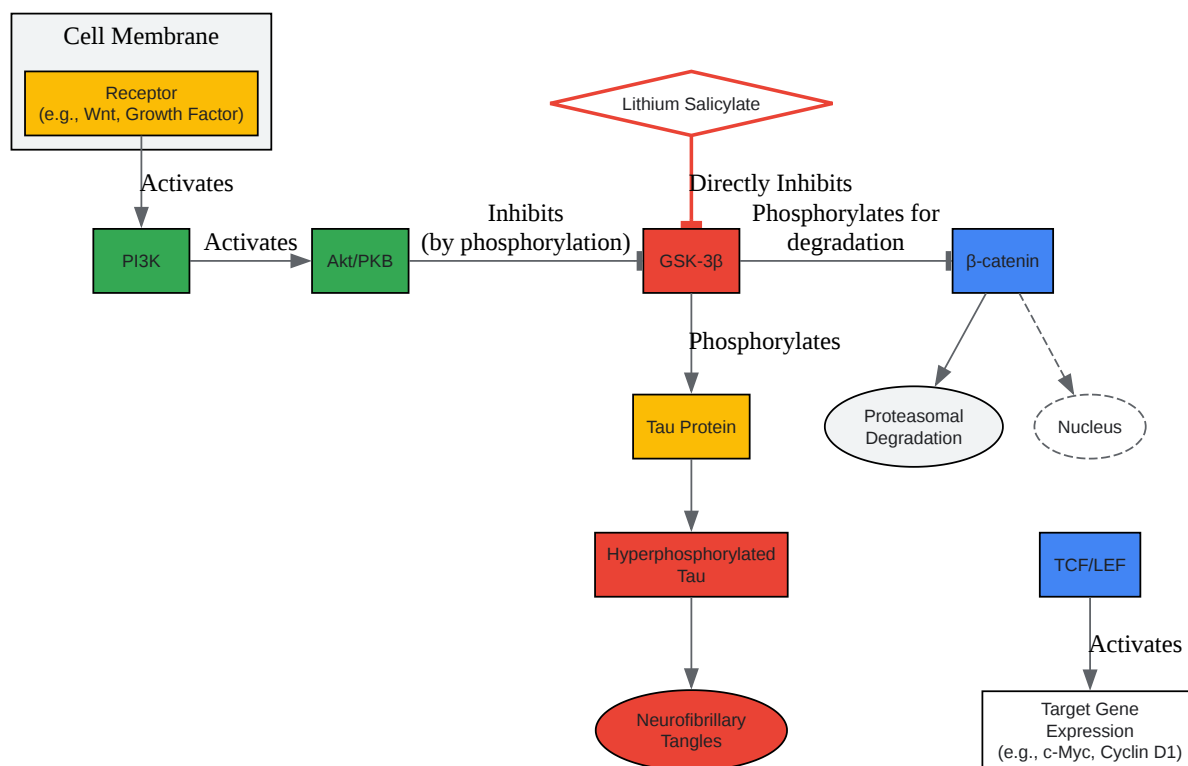 Cell Membrane
Receptor
(e.g., Wnt, Growth Factor)
Lithium Salicylate
Activates
Directly Inhibits
Inhibits
(by phosphorylation)
Phosphorylates for
degradation
PI3K
Activates
Akt/PKB
GSK-3β
β-catenin
Phosphorylates
Tau Protein
Proteasomal
Degradation
Nucleus
Hyperphosphorylated
Tau
TCF/LEF
Activates
Neurofibrillary
Tangles
Target Gene
Expression
(e.g., c-Myc, Cyclin D1)